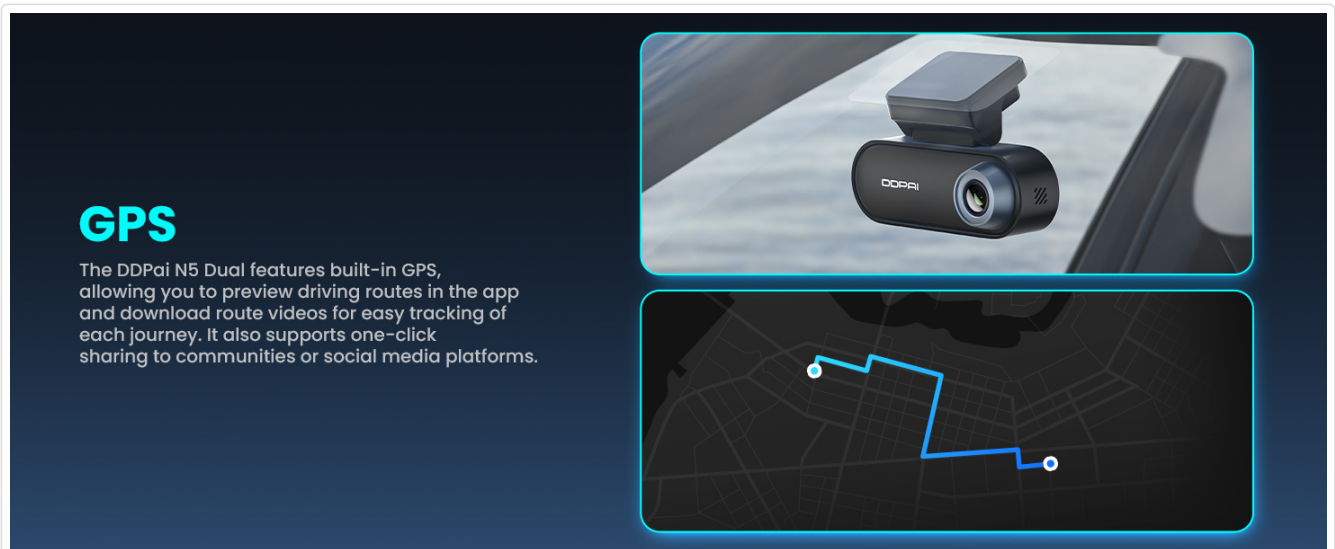 GPS
The DDPai N5 Dual features built-in GPS,
allowing you to preview driving routes in the app
and download route videos for easy tracking of
each journey. It also supports one-click
sharing to communities or social media platforms.
DDPAI